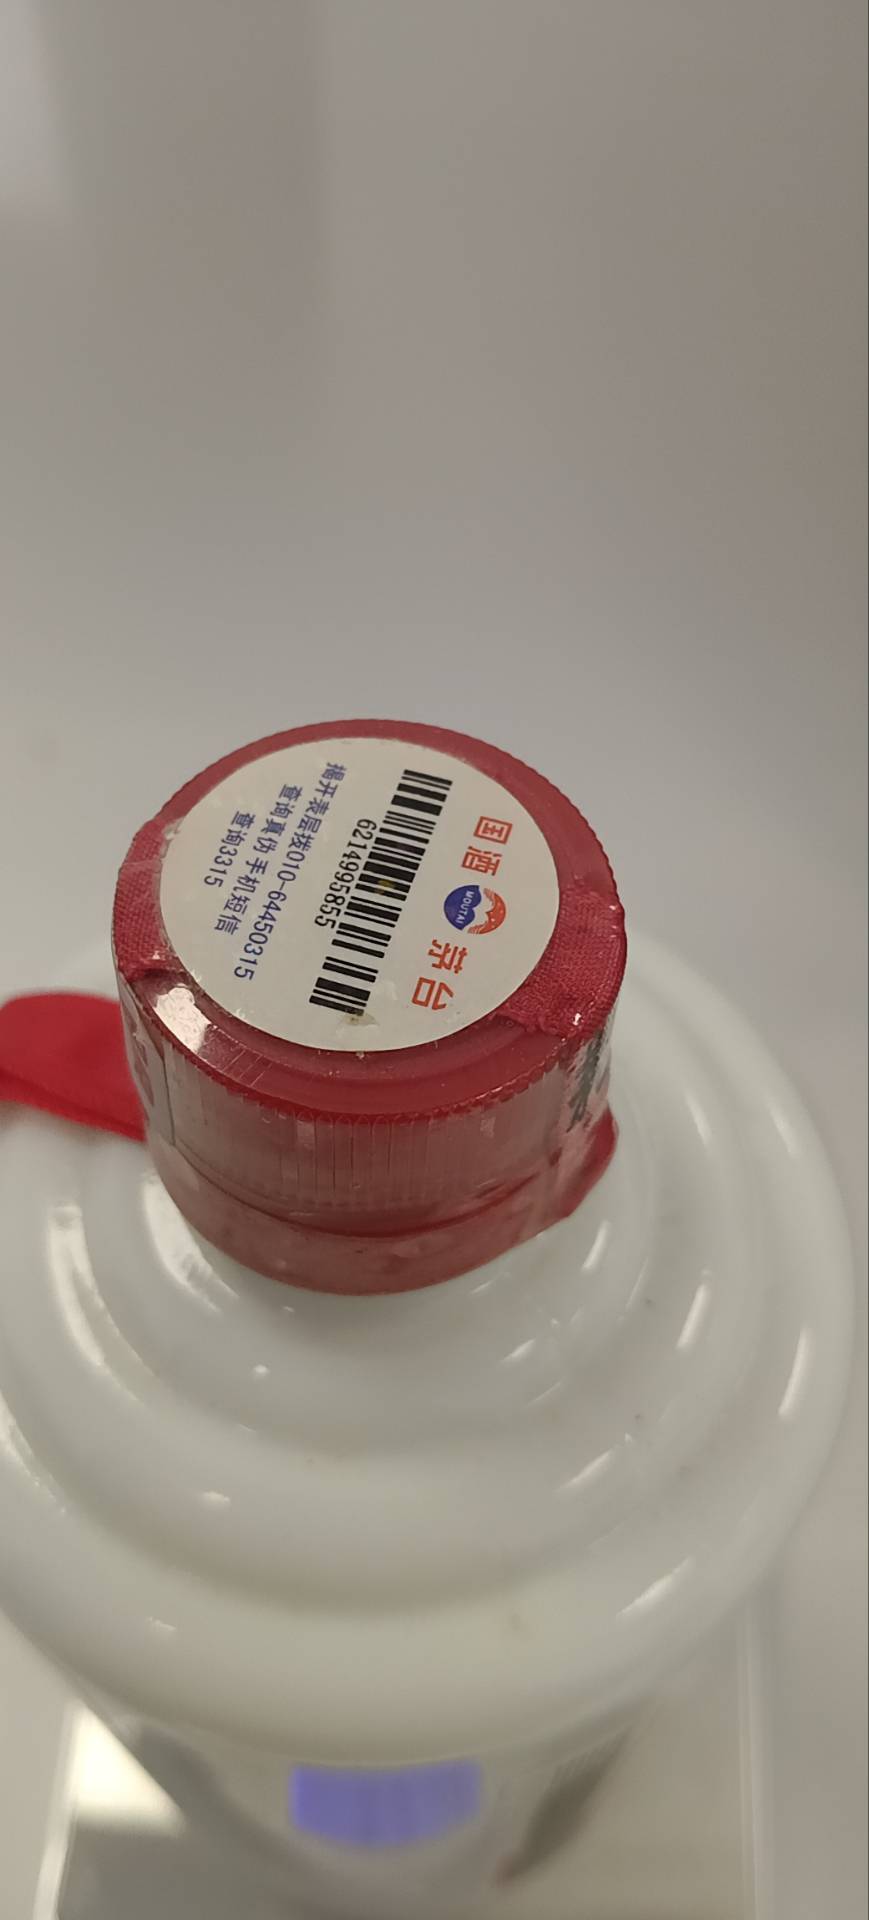 国酒 茅台
MOUTAI
6214995855
揭开表层拨010-64450315
查询真伪 手机短信
查询3315